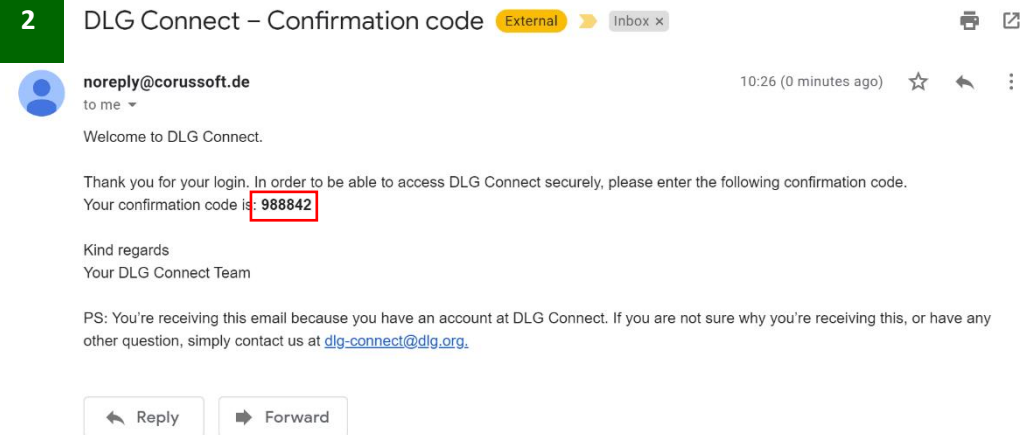 2
DLG Connect – Confirmation code External Inbox ×
noreply@corussoft.de 10:26 (0 minutes ago)
to me
Welcome to DLG Connect.
Thank you for your login. In order to be able to access DLG Connect securely, please enter the following confirmation code.
Your confirmation code is: 988842
Kind regards
Your DLG Connect Team
PS: You're receiving this email because you have an account at DLG Connect. If you are not sure why you're receiving this, or have any
other question, simply contact us at dlg-connect@dlg.org.
Reply Forward